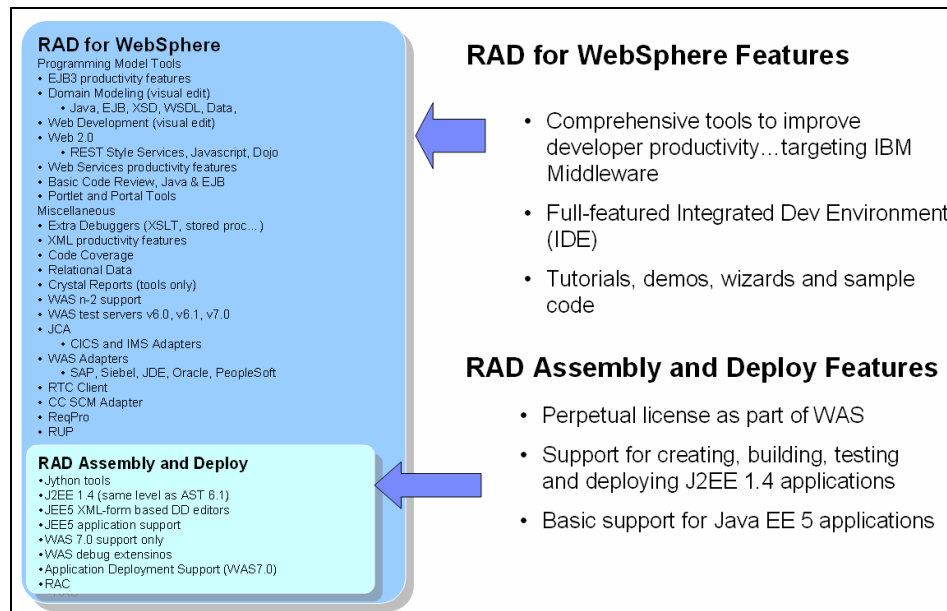 RAD for WebSphere
Programming Model Tools
• EJB3 productivity features
• Domain Modeling (visual edit)
• Java, EJB, XSD, WSDL, Data,
• Web Development (visual edit)
• Web 2.0
• REST Style Services, Javascript, Dojo
• Web Services productivity features
• Basic Code Review, Java & EJB
• Portlet and Portal Tools
Miscellaneous
• Extra Debuggers (XSLT, stored proc...)
• XML productivity features
• Code Coverage
• Relational Data
• Crystal Reports (tools only)
• WAS n-2 support
• WAS test servers v6.0, v6.1, v7.0
• JCA
• CICS and IMS Adapters
• WAS Adapters
• SAP, Siebel, JDE, Oracle, PeopleSoft
• RTC Client
• CC SCM Adapter
• ReqPro
• RUP
RAD Assembly and Deploy
•Jython tools
•J2EE 1.4 (same level as AST 6.1)
•JEE5 XML-form based DD editors
•JEE5 application support
•WAS 7.0 support only
•WAS debug extensinos
•Application Deployment Support (WAS7.0)
•RAC
RAD for WebSphere Features
• Comprehensive tools to improve
developer productivity...targeting IBM
Middleware
• Full-featured Integrated Dev Environment
(IDE)
• Tutorials, demos, wizards and sample
code
RAD Assembly and Deploy Features
• Perpetual license as part of WAS
• Support for creating, building, testing
and deploying J2EE 1.4 applications
• Basic support for Java EE 5 applications